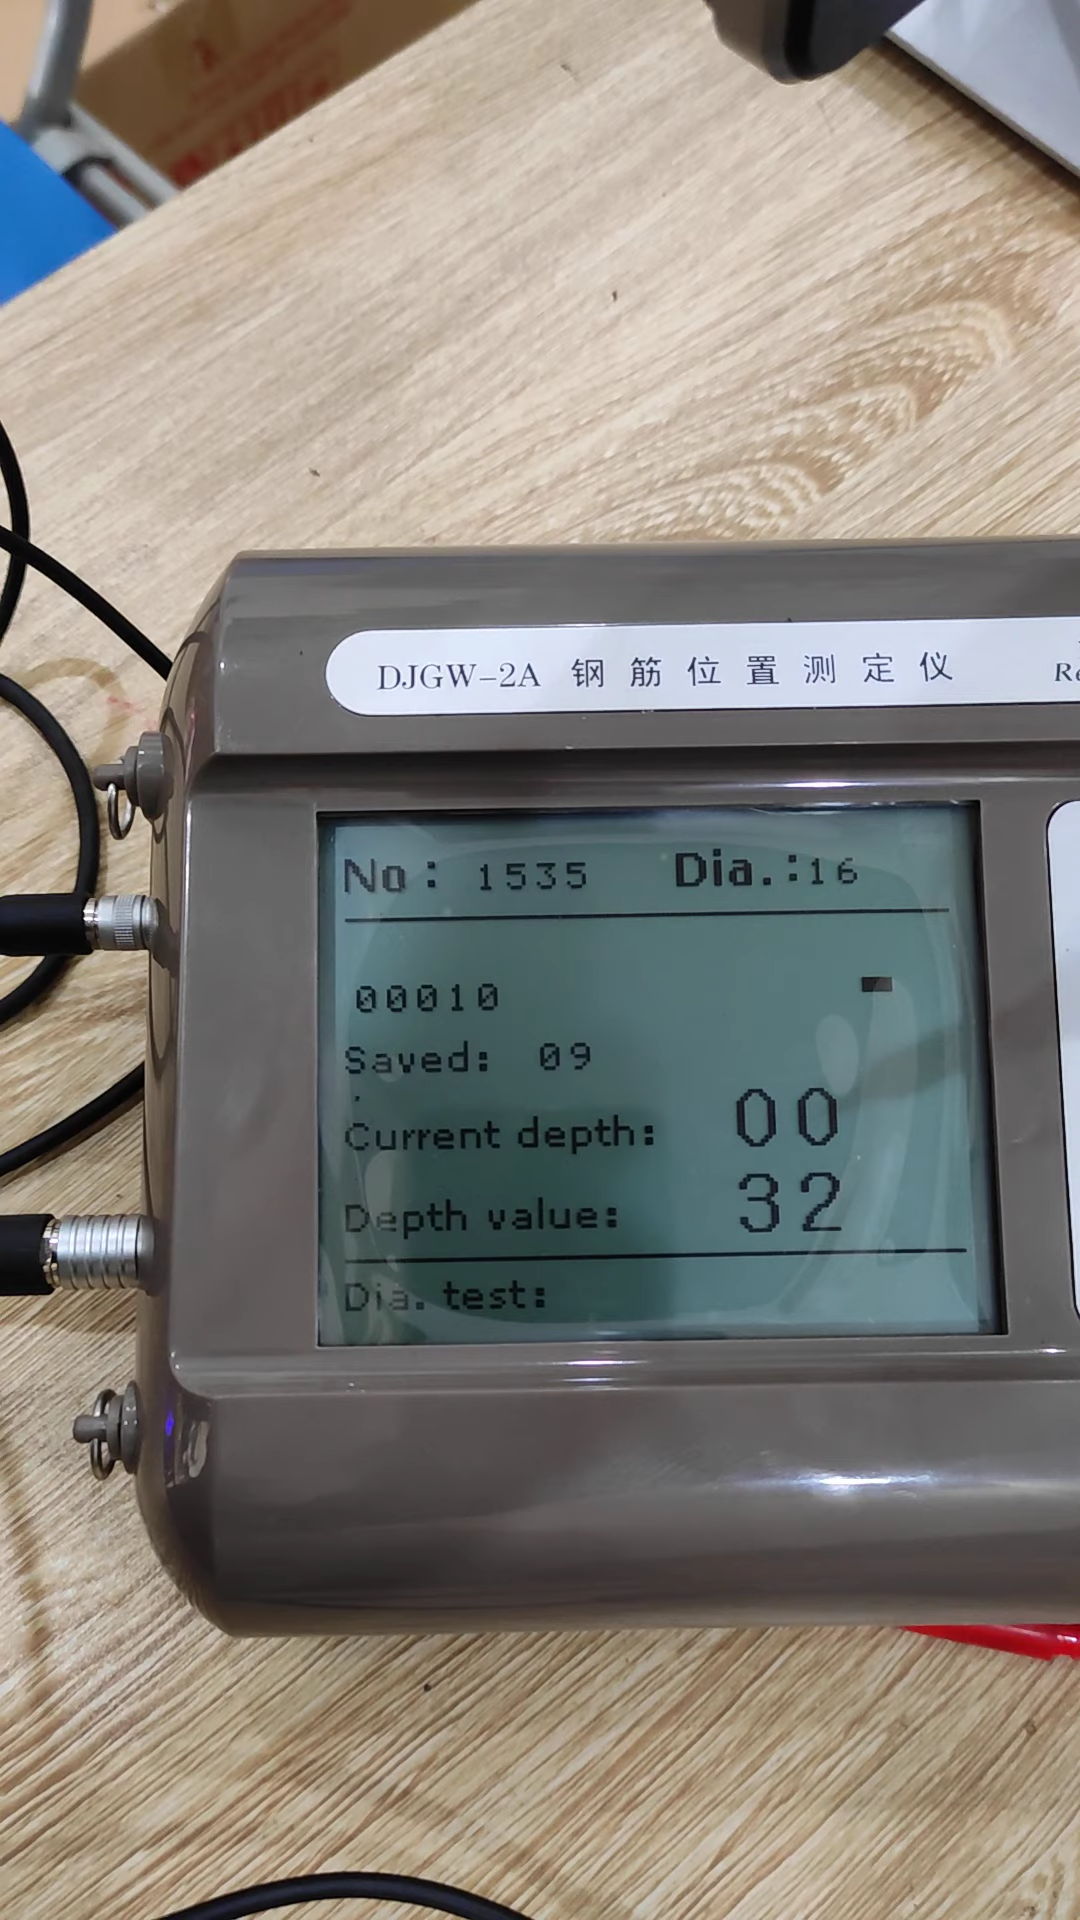 DJGW-2A 钢筋位置测定仪 Re
No: 1535 Dia.:16
00010
Saved: 09
Current depth: 00
Depth value: 32
Dia. test: